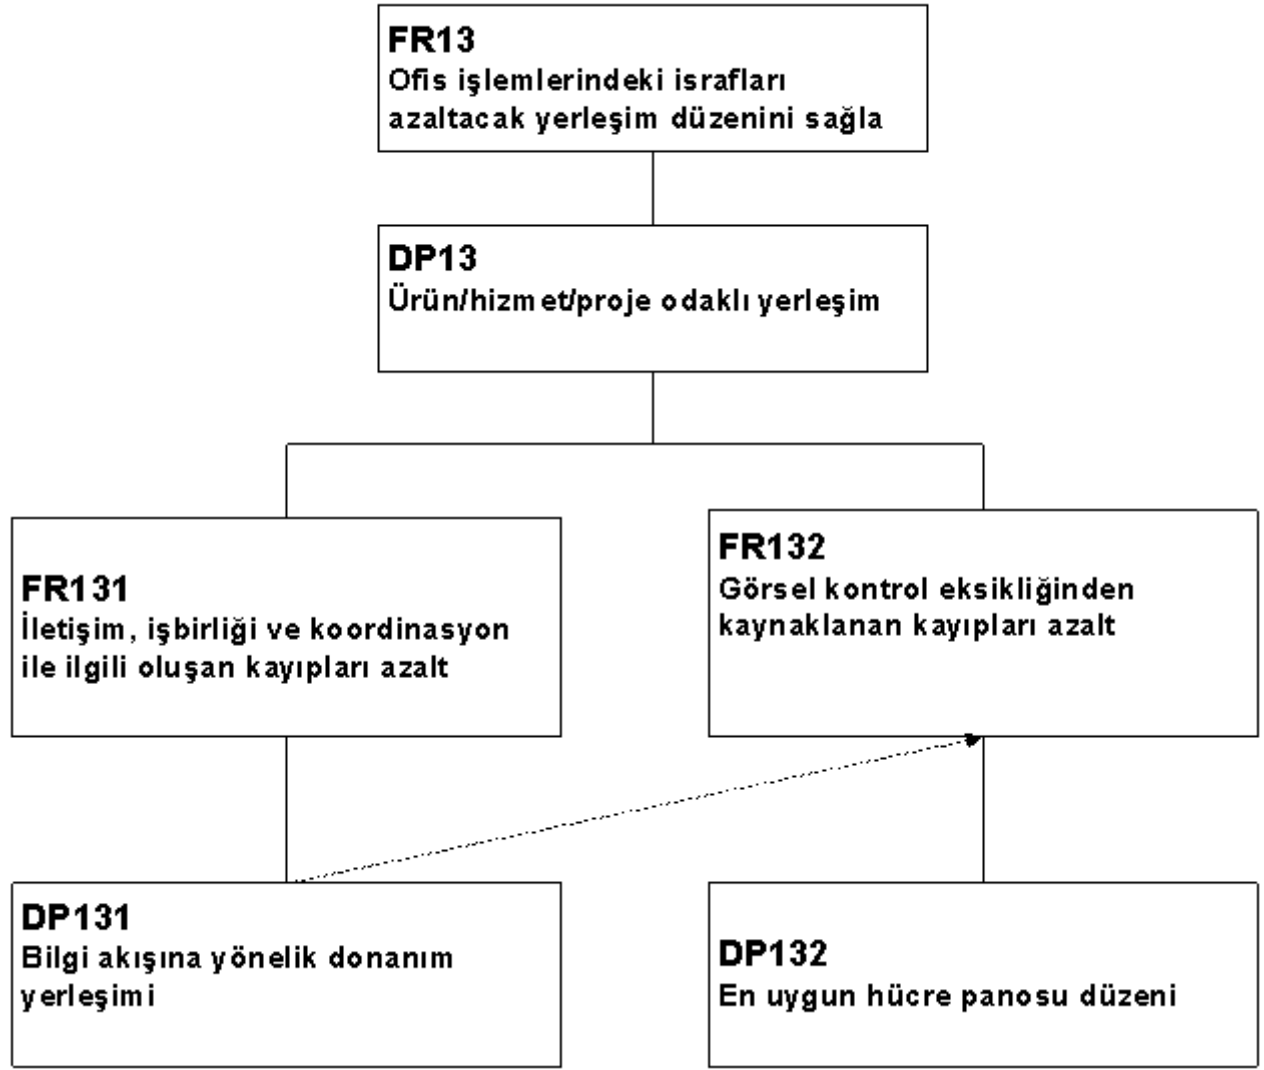 FR13
Ofis işlemlerindeki israfları
azaltacak yerleşim düzenini sağla
DP13
Ürün/hizmet/proje odaklı yerleşim
FR131
İletişim, işbirliği ve koordinasyon
ile ilgili oluşan kayıpları azalt
FR132
Görsel kontrol eksikliğinden
kaynaklanan kayıpları azalt
DP131
Bilgi akışına yönelik donanım
yerleşimi
DP132
En uygun hücre panosu düzeni